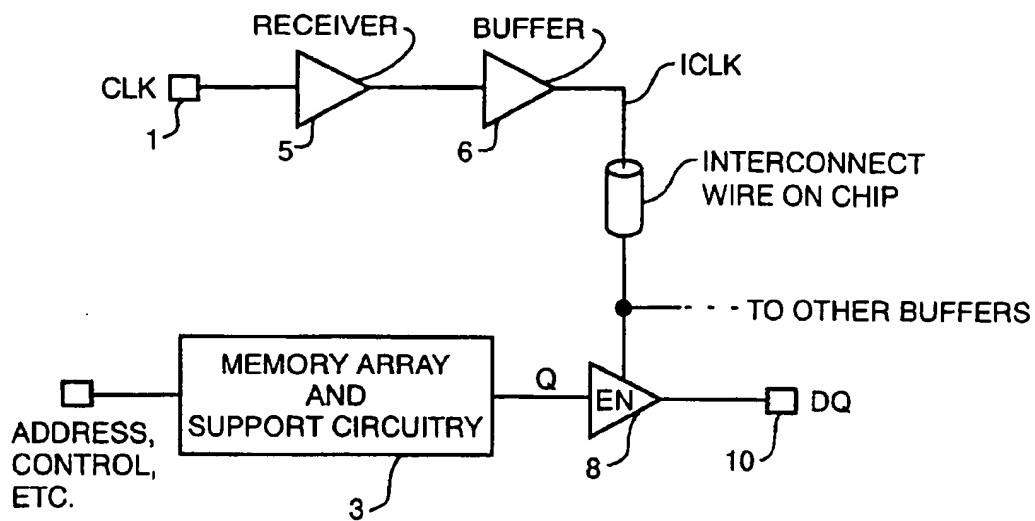 RECEIVER
BUFFER
CLK
ICLK
1
5
6
INTERCONNECT
WIRE ON CHIP
TO OTHER BUFFERS
MEMORY ARRAY
AND
SUPPORT CIRCUITRY
Q
EN
DQ
ADDRESS,
CONTROL,
ETC.
3
8
10